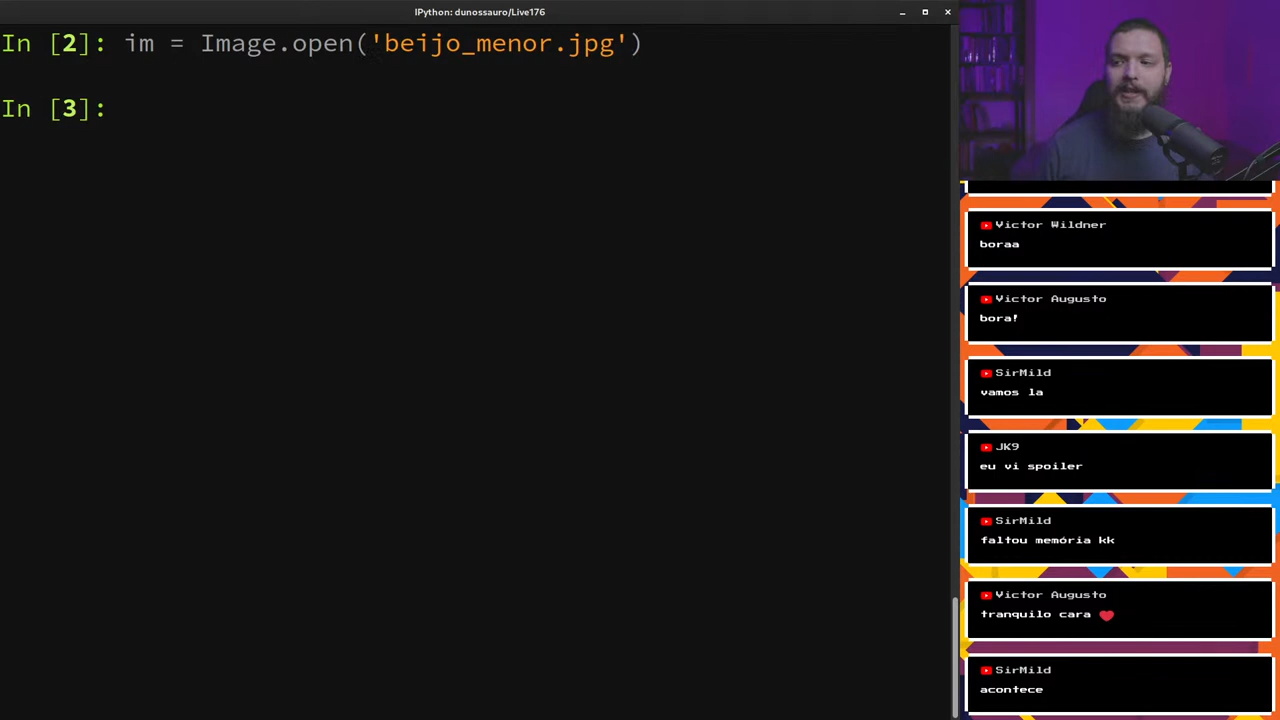 IPython: dunossauro/Live176
In [2]: im = Image.open('beijo_menor.jpg')
In [3]:
Victor Wildner
boraa
Victor Augusto
bora!
SirMild
vamos la
JK9
eu vi spoiler
SirMild
faltou memória kk
Victor Augusto
tranquilo cara ❤
SirMild
acontece